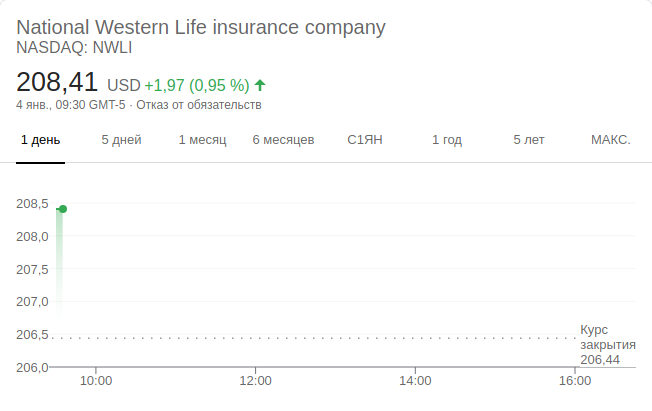 National Western Life insurance company
NASDAQ: NWLI
208,41 USD +1,97 (0,95 %)
4 янв., 09:30 GMT-5 · Отказ от обязательств
1 день 5 дней 1 месяц 6 месяцев С1ЯН 1 год 5 лет МАКС.
208,5
208,0
207,5
207,0
206,5
206,0
Курс
закрытия
206,44
10:00 12:00 14:00 16:00